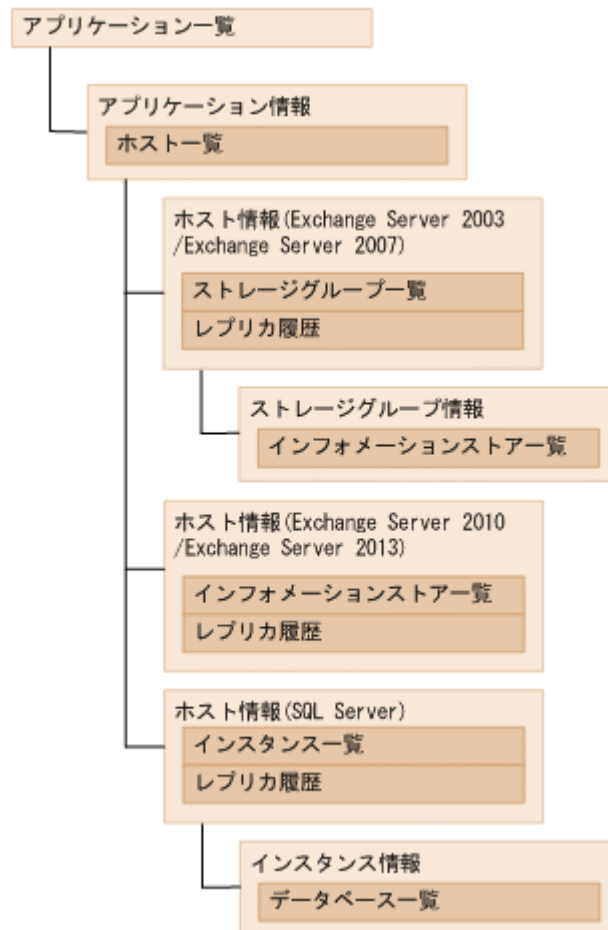 アプリケーション一覧
アプリケーション情報
ホスト一覧
ホスト情報(Exchange Server 2003
/Exchange Server 2007)
ストレージグループ一覧
レプリカ履歴
ストレージグループ情報
インフォメーションストア一覧
ホスト情報(Exchange Server 2010
/Exchange Server 2013)
インフォメーションストア一覧
レプリカ履歴
ホスト情報(SQL Server)
インスタンス一覧
レプリカ履歴
インスタンス情報
データベース一覧